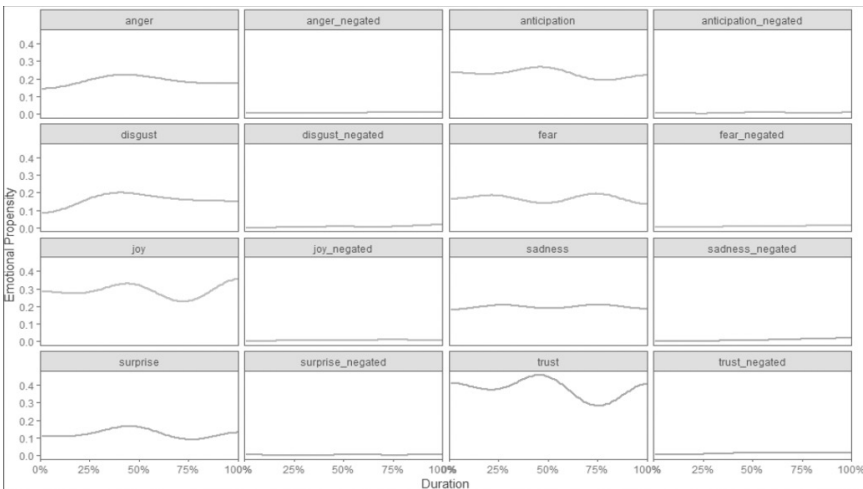 anger anger_negated anticipation anticipation_negated
0.4
0.3
0.2
0.1
0.0
disgust disgust_negated fear fear_negated
0.4
0.3
0.2
0.1
0.0
Emotional Propensity
joy joy_negated sadness sadness_negated
0.4
0.3
0.2
0.1
0.0
surprise surprise_negated trust trust_negated
0.4
0.3
0.2
0.1
0.0
0% 25% 50% 75% 100% 25% 50% 75% 100%0% 25% 50% 75% 100%0% 25% 50% 75% 100%
Duration